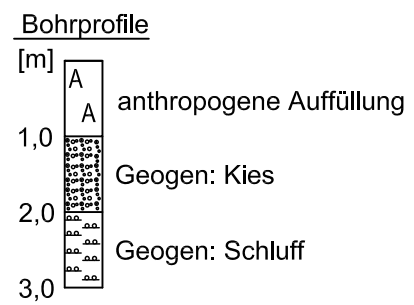 Bohrprofile
[m]
A
A
anthropogene Auffüllung
1,0
Geogen: Kies
2,0
Geogen: Schluff
3,0